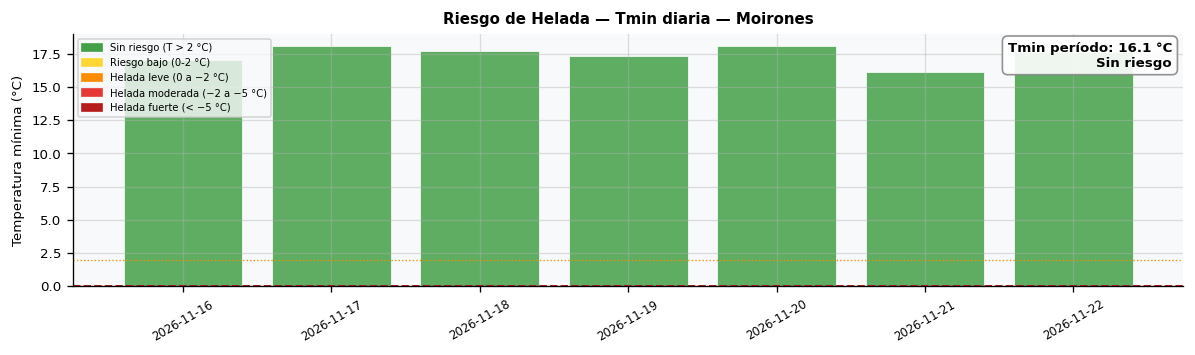 Riesgo de Helada — Tmin diaria — Moirones
Temperatura mínima (°C)
17.5
15.0
12.5
10.0
7.5
5.0
2.5
0.0
Sin riesgo (T > 2 °C)
Riesgo bajo (0-2 °C)
Helada leve (0 a −2 °C)
Helada moderada (−2 a −5 °C)
Helada fuerte (< −5 °C)
Tmin período: 16.1 °C
Sin riesgo
2026-11-16
2026-11-17
2026-11-18
2026-11-19
2026-11-20
2026-11-21
2026-11-22